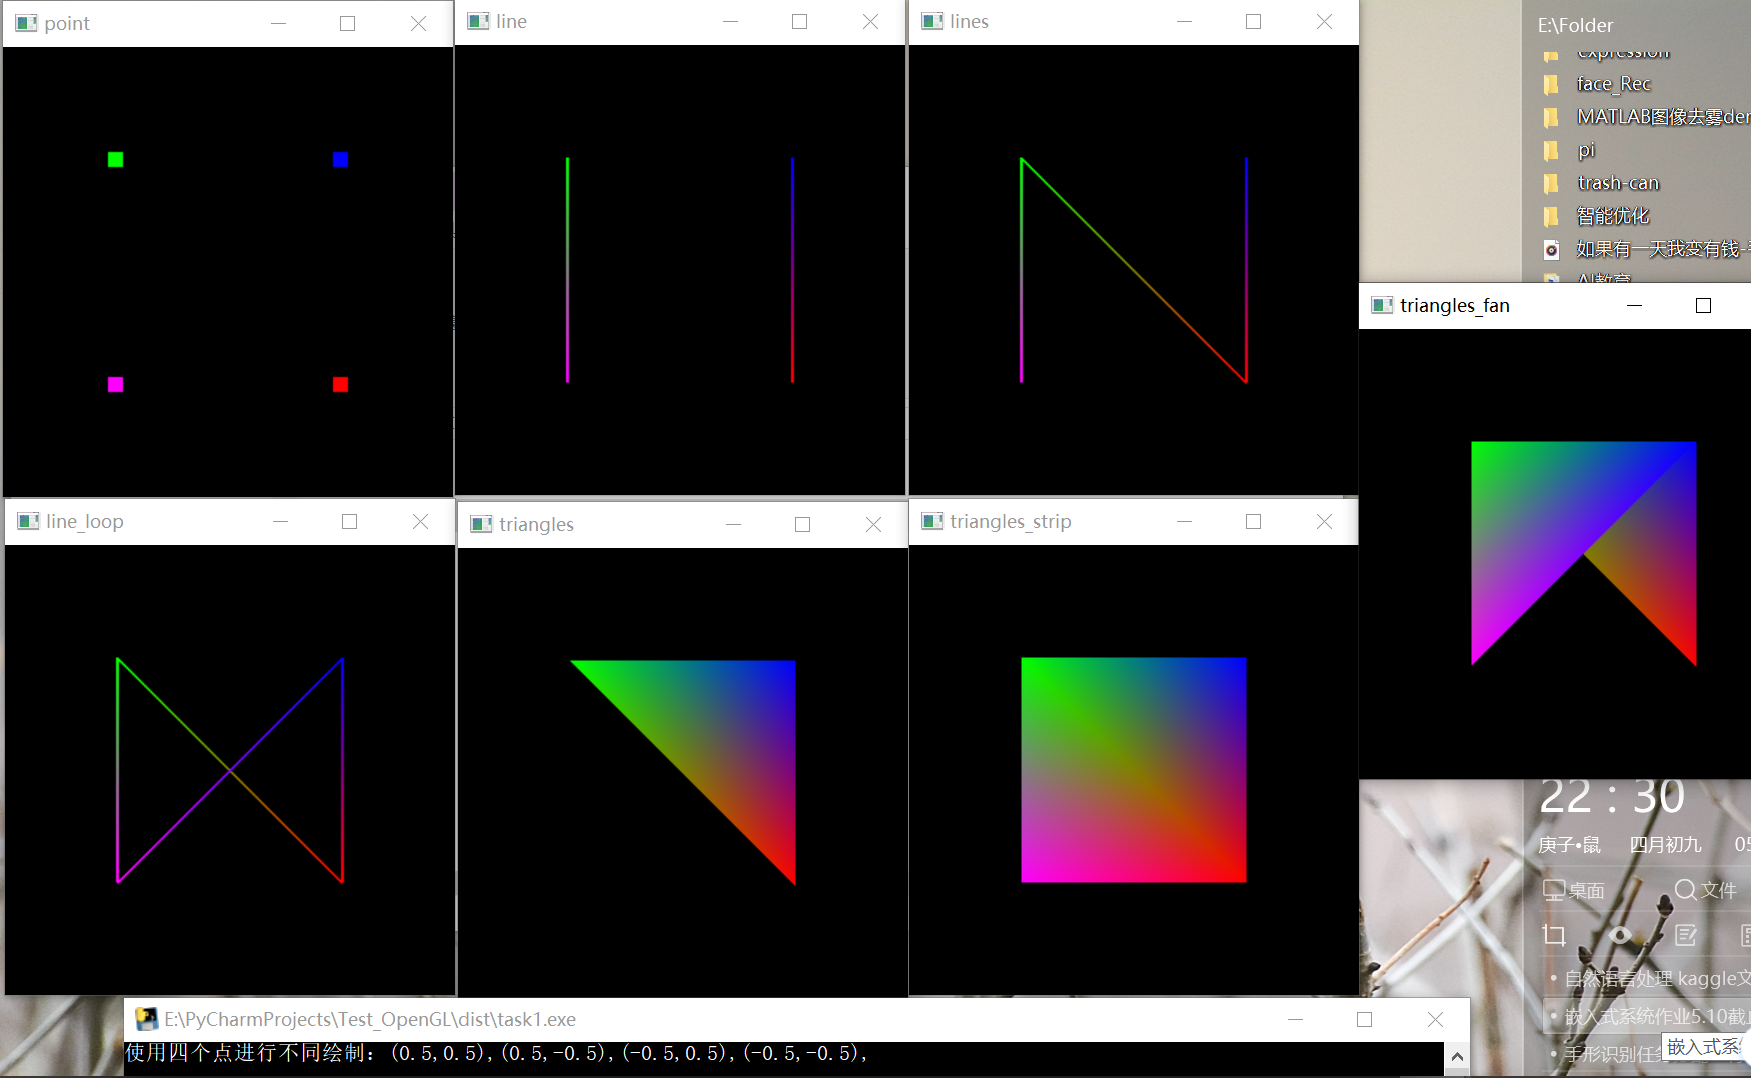 point
line
lines
E:\Folder
expression
face_Rec
MATLAB图像去雾der
pi
trash-can
智能优化
如果有一天我变有钱-
AI教育
triangles_fan
line_loop
triangles
triangles_strip
22 : 30
庚子•鼠 四月初九 05
桌面 文件
• 自然语言处理 kaggle文
• 嵌入式系统作业5.10截止
• 手形识别任务
嵌入式系
E:\PyCharmProjects\Test_OpenGL\dist\task1.exe
使用四个点进行不同绘制：(0.5,0.5),(0.5,-0.5),(-0.5,0.5),(-0.5,-0.5),